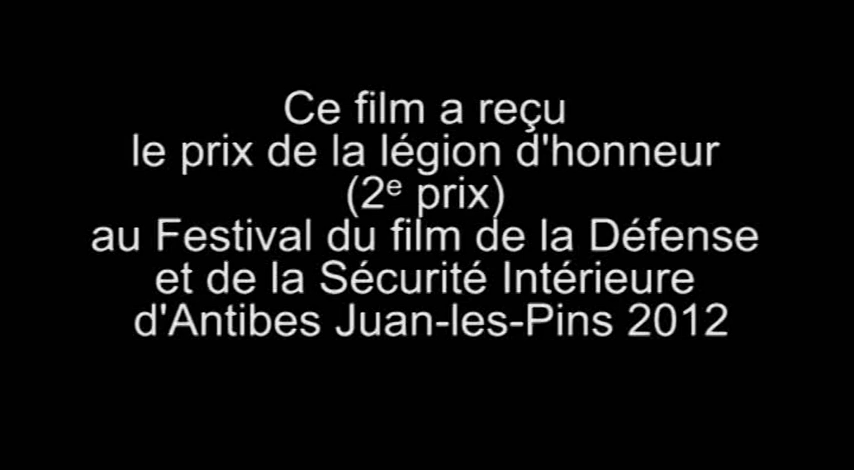 Ce film a reçu
le prix de la légion d'honneur
(2e prix)
au Festival du film de la Défense
et de la Sécurité Intérieure
d'Antibes Juan-les-Pins 2012